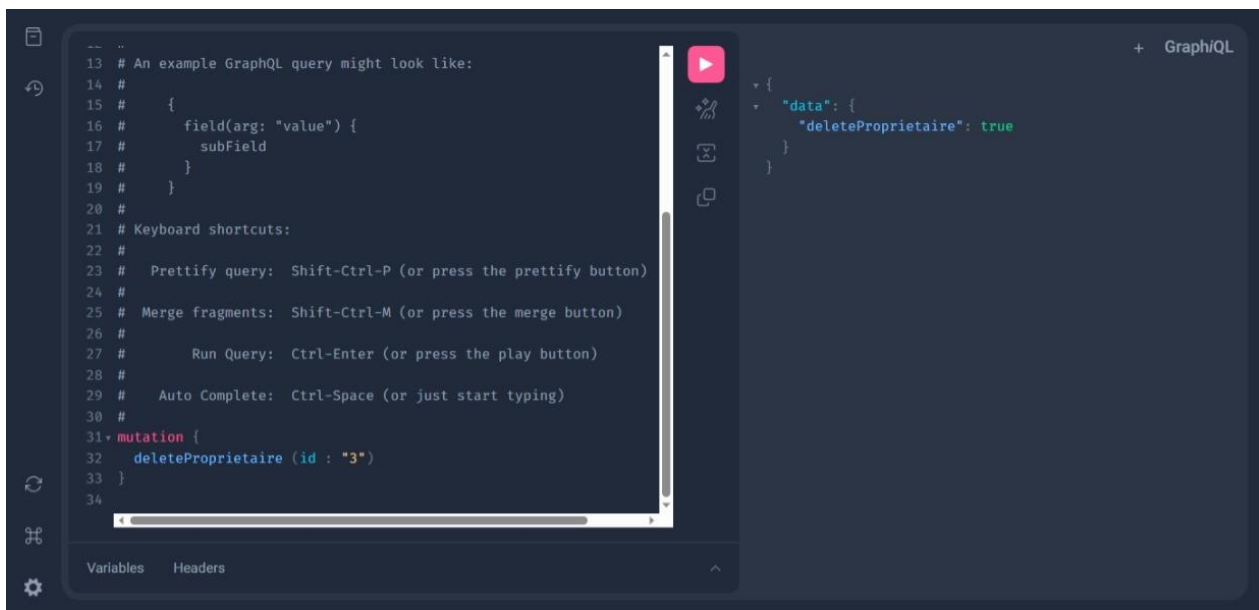 13 # An example GraphQL query might look like:
14 #
15 #     {
16 #       field(arg: "value") {
17 #         subField
18 #       }
19 #     }
20 #
21 # Keyboard shortcuts:
22 #
23 #   Prettify query:  Shift-Ctrl-P (or press the prettify button)
24 #
25 #  Merge fragments:  Shift-Ctrl-M (or press the merge button)
26 #
27 #        Run Query:  Ctrl-Enter (or press the play button)
28 #
29 #    Auto Complete:  Ctrl-Space (or just start typing)
30 #
31 mutation {
32   deleteProprietaire (id : "3")
33 }
34
Variables Headers
+ GraphiQL
{
  "data": {
    "deleteProprietaire": true
  }
}